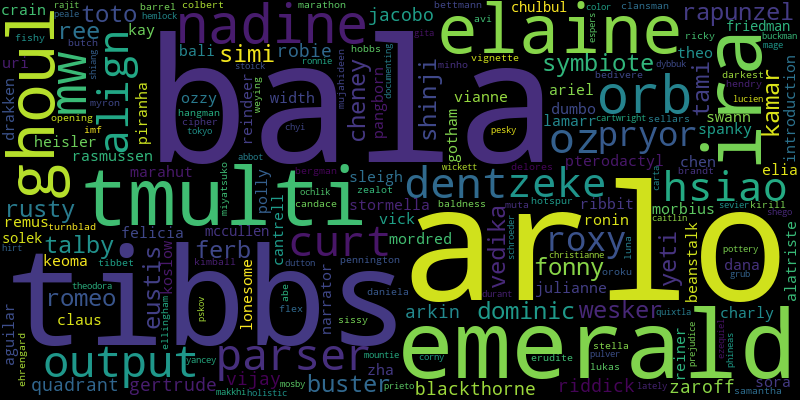 bala
arlo
tibbs
tmulti
emerald
nadine
elaine
ghoul
ira
output
parser
orb
oz
dent
zeke
hsiao
roxy
curt
mw
align
pryor
dominic
fonny
symbiote
rapunzel
jacobo
toto
ree
crain
kay
bali
simi
robie
cheney
shinji
ozzy
width
reindeer
piranha
drakken
uri
heisler
rasmussen
marahut
rusty
remus
solek
talby
keoma
tibbet
romeo
claus
eustis
koslow
ferb
felicia
mccullen
cantrell
polly
sleigh
stormella
vick
mordred
ronin
ribbit
morbius
vedika
yeti
beanstalk
dana
alatriste
elia
kamar
swann
spanky
tami
chen
lamarr
dumbo
ariel
vianne
gotham
pterodactyl
panghorn
theo
friedman
introduction
chulbul
julianne
arkin
wesker
charly
zaroff
sora
reiner
riddick
blackthorne
buster
vijay
gertrude
quadrant
aguilar
lonesome
narrator
zha
samantha
stella
lukas
erudite
prieto
corny
mountie
pennington
daniela
sissy
flex
abe
dutton
kimball
pskov
ellingham
yancey
makkhi
holistic
mosby
theodora
ehrengard
hirt
turnblad
peale
rajit
hemlock
barrel
colbert
marathon
bettmann
avi
clansman
espers
color
ricky
mage
buckman
butch
fishy
shiang
myron
opening
imf
hangman
cipher
tokyo
abbot
chyi
weying
stoick
ronnie
hobbs
mujahideen
documenting
gita
minho
vignette
bedivere
dybbuk
darkest
hendry
lucien
cartwright
sellars
pesky
wickett
delores
bergman
miyatsuko
ochlik
candace
zealot
baldness
muta
hotspur
schroeder
christianne
luna
oroku
durant
brandt
carta
caitlin
sevier
kirill
shego
pottery
grub
quixtla
pulver
prejudice
ezequiel
phineas
lately